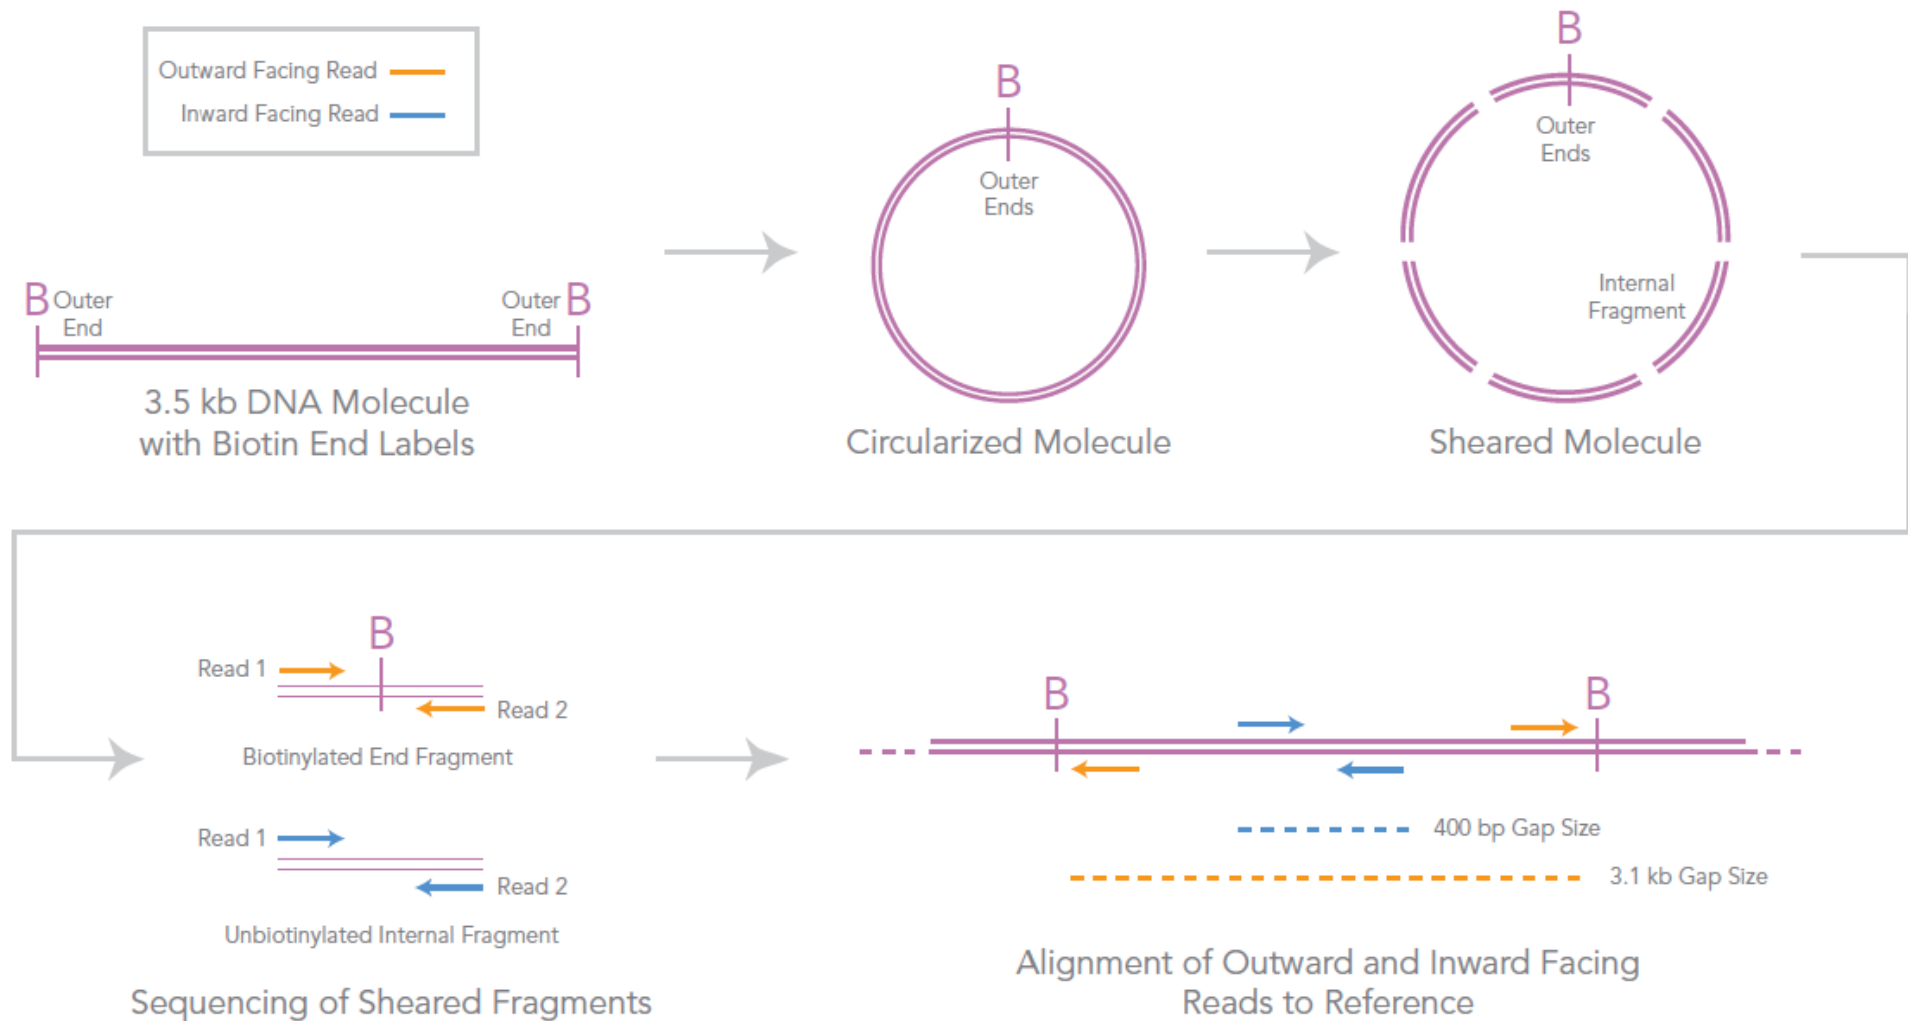 Outward Facing Read
Inward Facing Read
B
Outer
End
Outer
End
B
3.5 kb DNA Molecule
with Biotin End Labels
B
Outer
Ends
Circularized Molecule
B
Outer
Ends
Internal
Fragment
Sheared Molecule
B
Read 1
Read 2
Biotinylated End Fragment
Read 1
Read 2
Unbiotinylated Internal Fragment
Sequencing of Sheared Fragments
B
B
400 bp Gap Size
3.1 kb Gap Size
Alignment of Outward and Inward Facing
Reads to Reference